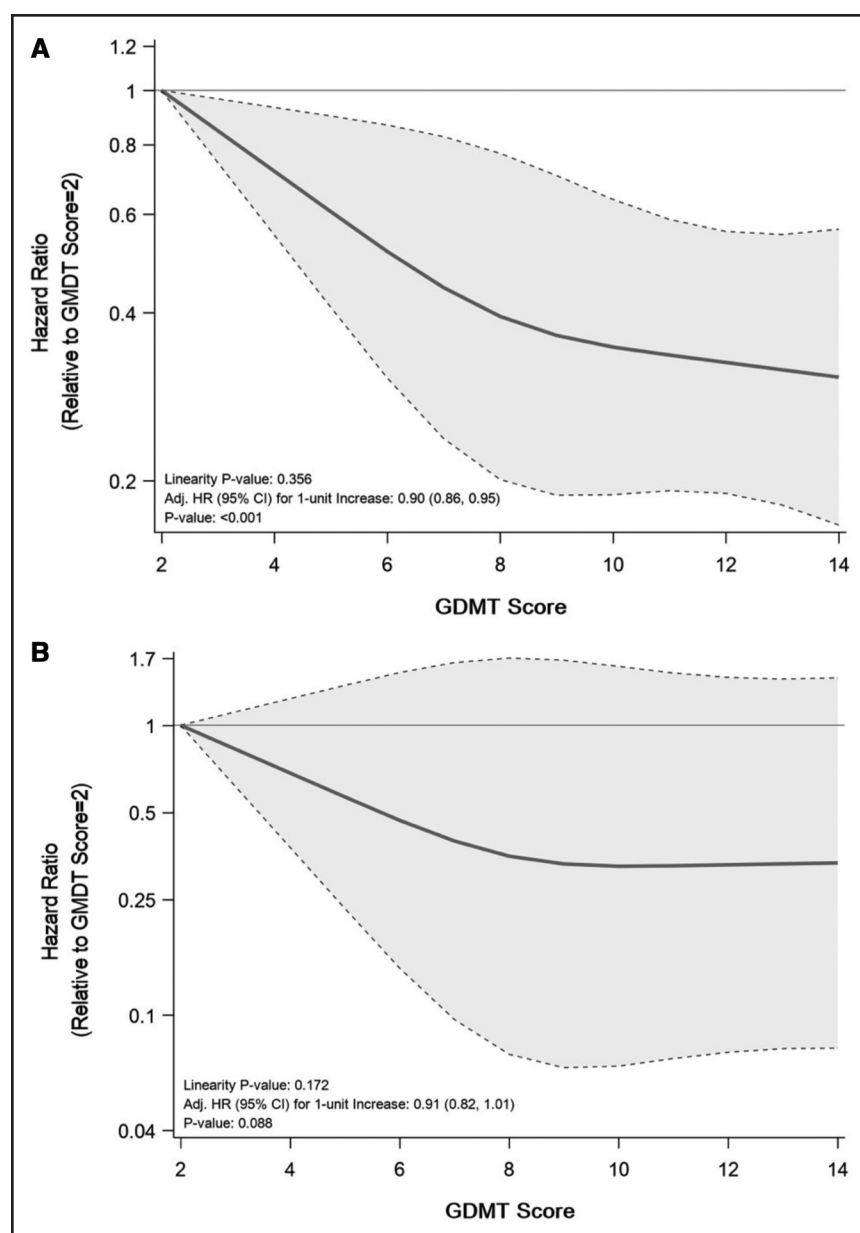 A
1.2
1
0.8
0.6
0.4
0.2
Hazard Ratio
(Relative to GMDT Score=2)
Linearity P-value: 0.356
Adj. HR (95% CI) for 1-unit Increase: 0.90 (0.86, 0.95)
P-value: <0.001
2 4 6 8 10 12 14
GDMT Score
B
1.7
1
0.5
0.25
0.1
0.04
Hazard Ratio
(Relative to GMDT Score=2)
Linearity P-value: 0.172
Adj. HR (95% CI) for 1-unit Increase: 0.91 (0.82, 1.01)
P-value: 0.088
2 4 6 8 10 12 14
GDMT Score